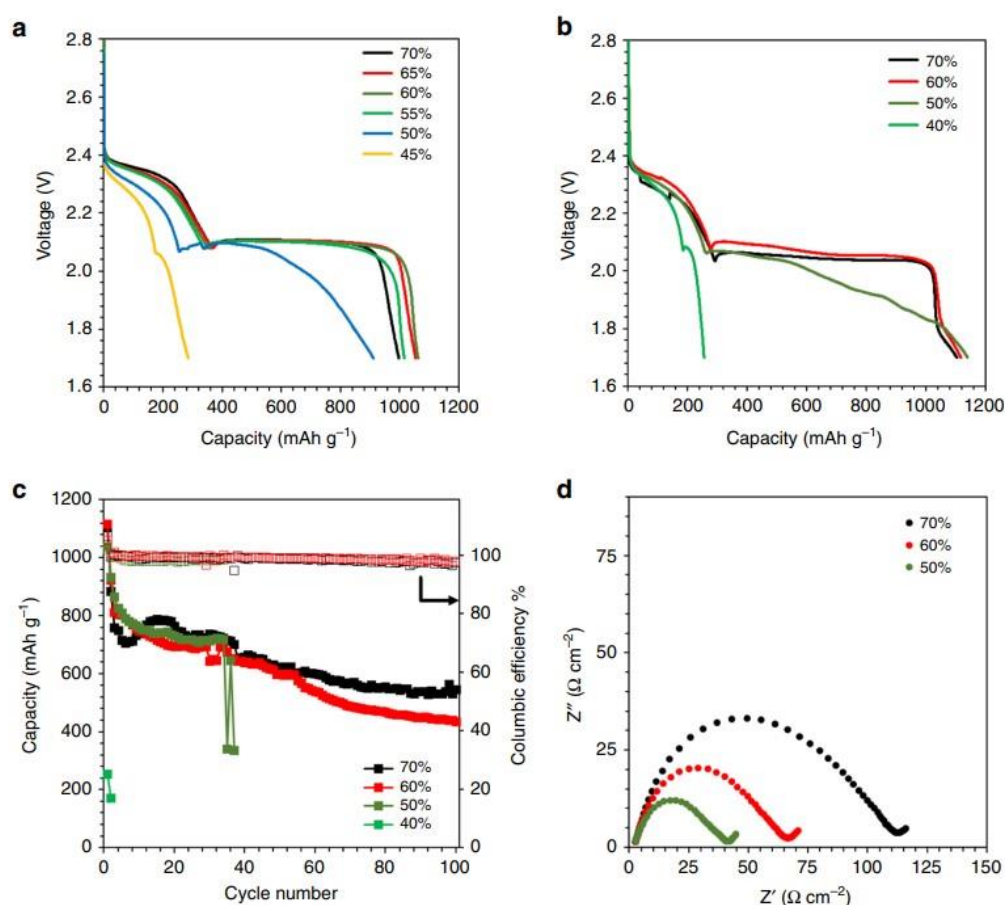 a
2.8
2.6
2.4
2.2
2.0
1.8
1.6
Voltage (V)
70%
65%
60%
55%
50%
45%
0 200 400 600 800 1000 1200
Capacity (mAh g–1)
b
2.8
2.6
2.4
2.2
2.0
1.8
1.6
Voltage (V)
70%
60%
50%
40%
0 200 400 600 800 1000 1200
Capacity (mAh g–1)
c
1200
1000
800
600
400
200
0
Capacity (mAh g–1)
100
80
60
40
20
0
Columbic efficiency %
70%
60%
50%
40%
0 20 40 60 80 100
Cycle number
d
75
50
25
0
Z″ (Ω cm–2)
70%
60%
50%
0 25 50 75 100 125 150
Z′ (Ω cm–2)